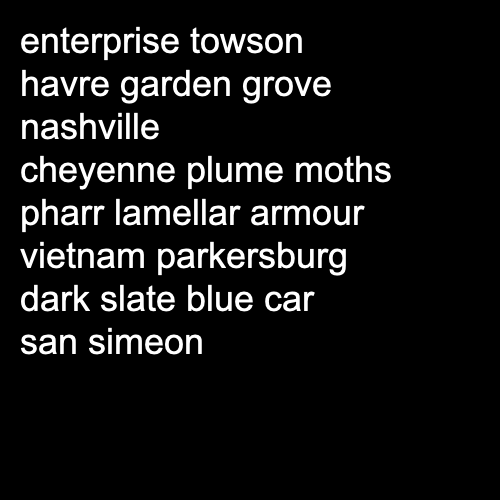 enterprise towson
havre garden grove
nashville
cheyenne plume moths
pharr lamellar armour
vietnam parkersburg
dark slate blue car
san simeon